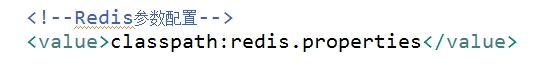 <!--Redis参数配置-->
<value>classpath:redis.properties</value>